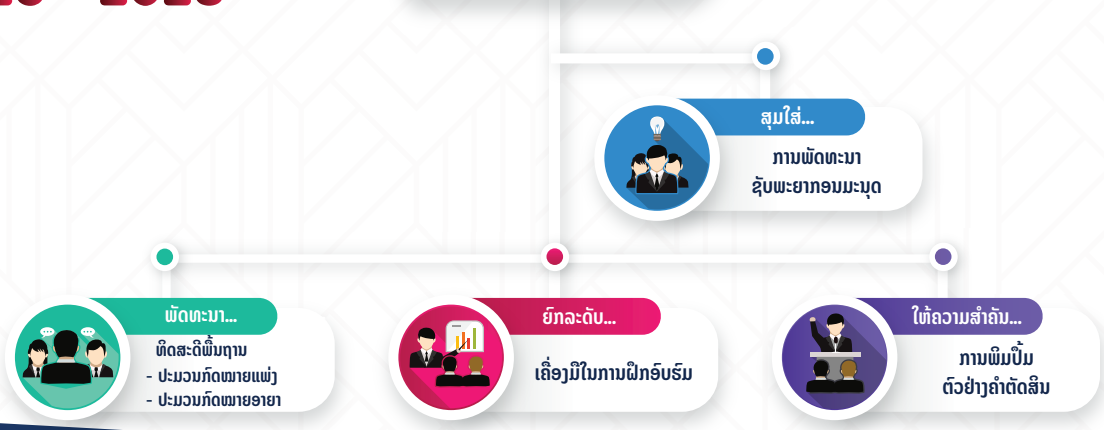 ສຸມໃສ່...
ການພັດທະນາ
ຊັບພະຍາກອນມະນຸດ
ພັດທະນາ...
ທິດສະດີພື້ນຖານ
- ປະມວນກົດໝາຍແພ່ງ
- ປະມວນກົດໝາຍອາຍາ
ຍົກລະດັບ...
ເຄື່ອງມືໃນການຝຶກອົບຮົມ
ໃຫ້ຄວາມສໍາຄັນ...
ການພິມປຶ້ມ
ຕົວຢ່າງຄໍາຕັດສິນ